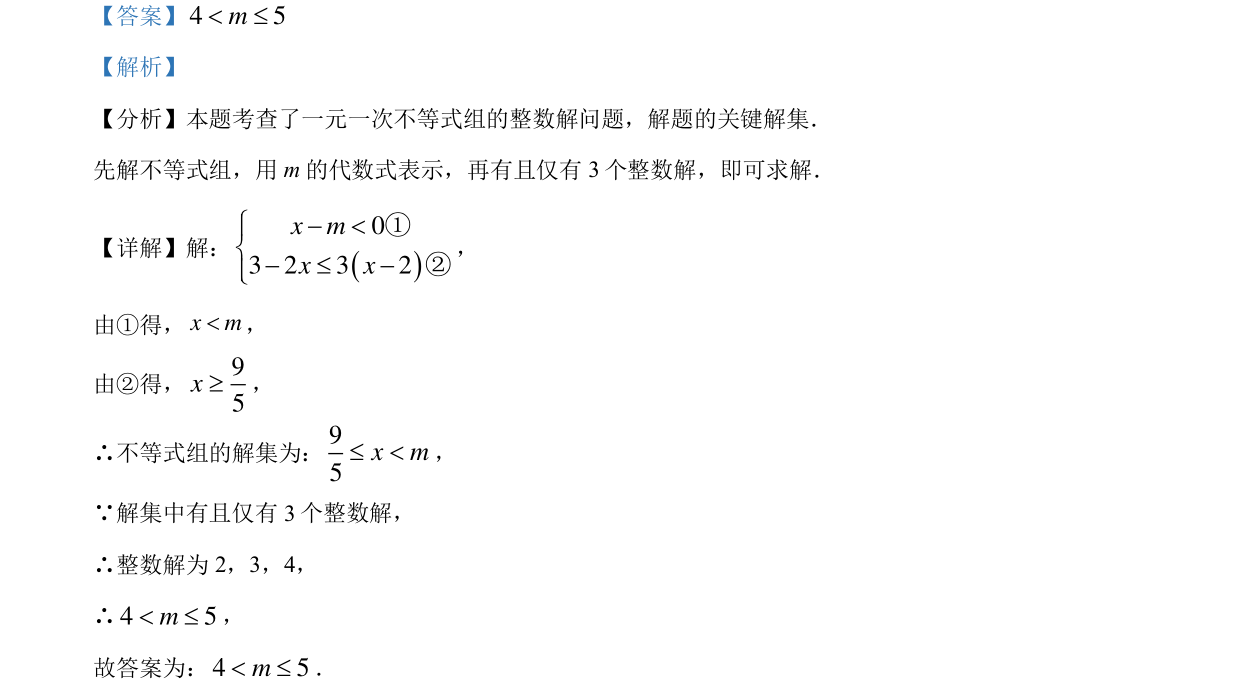 【答案】4 < m ≤ 5
【解析】
【分析】本题考查了一元一次不等式组的整数解问题，解题的关键解集．
先解不等式组，用 m 的代数式表示，再有且仅有 3 个整数解，即可求解．
【详解】解：{ x − m < 0①
3 − 2x ≤ 3(x − 2)② ，
由①得， x < m ，
由②得， x ≥ 9/5 ，
∴不等式组的解集为： 9/5 ≤ x < m ，
∵解集中有且仅有 3 个整数解，
∴整数解为 2，3，4，
∴ 4 < m ≤ 5 ，
故答案为： 4 < m ≤ 5 ．